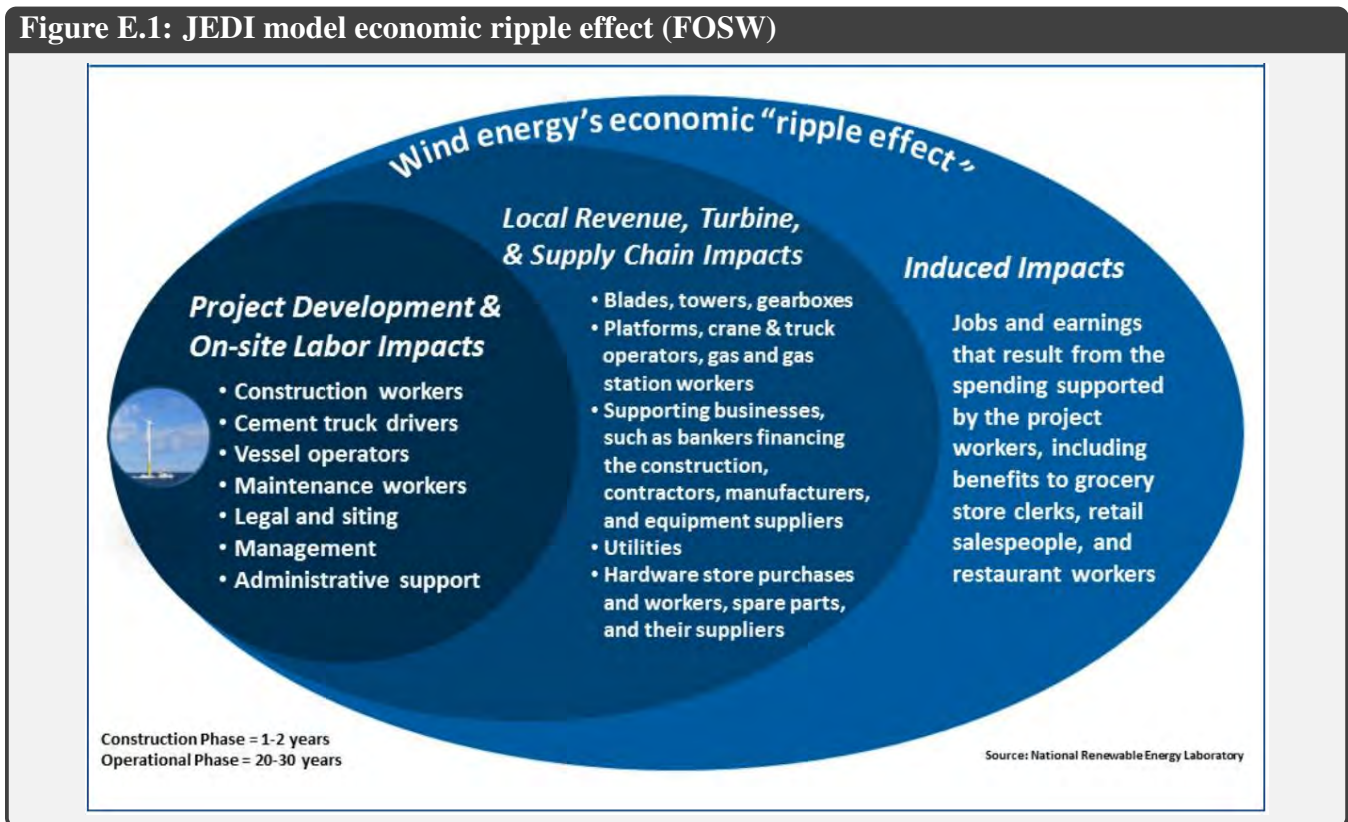 Figure E.1: JEDI model economic ripple effect (FOSW)
Wind energy's economic “ripple effect”
Project Development &
On-site Labor Impacts
• Construction workers
• Cement truck drivers
• Vessel operators
• Maintenance workers
• Legal and siting
• Management
• Administrative support
Local Revenue, Turbine,
& Supply Chain Impacts
• Blades, towers, gearboxes
• Platforms, crane & truck
operators, gas and gas
station workers
• Supporting businesses,
such as bankers financing
the construction,
contractors, manufacturers,
and equipment suppliers
• Utilities
• Hardware store purchases
and workers, spare parts,
and their suppliers
Induced Impacts
Jobs and earnings
that result from the
spending supported
by the project
workers, including
benefits to grocery
store clerks, retail
salespeople, and
restaurant workers
Construction Phase = 1-2 years
Operational Phase = 20-30 years
Source: National Renewable Energy Laboratory